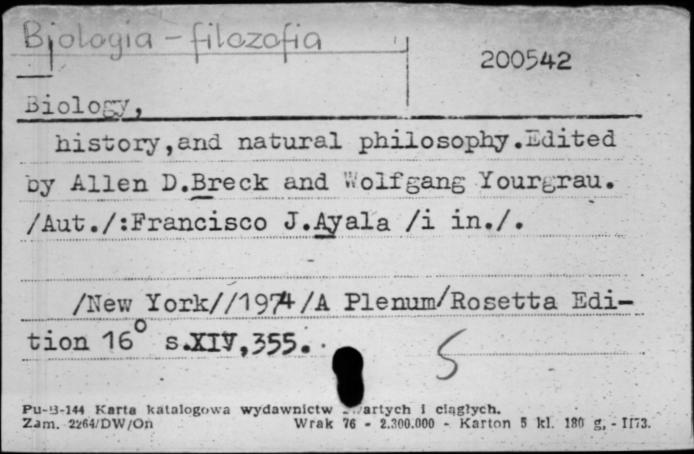 Biologia - filozofia
200542
Biology,
history,and natural philosophy.Edited
by Allen D.Breck and Wolfgang Yourgrau.
/Aut./:Francisco J.Ayala /i in./.
/New York//1974/A Plenum/Rosetta Edi-
tion 16° s.XIV,355.
S
Pu-B-144 Karta katalogowa wydawnictw zwartych i ciągłych.
Zam. 2264/DW/On Wrak 76 - 2.300.000 - Karton 5 kl. 180 g, - II73.